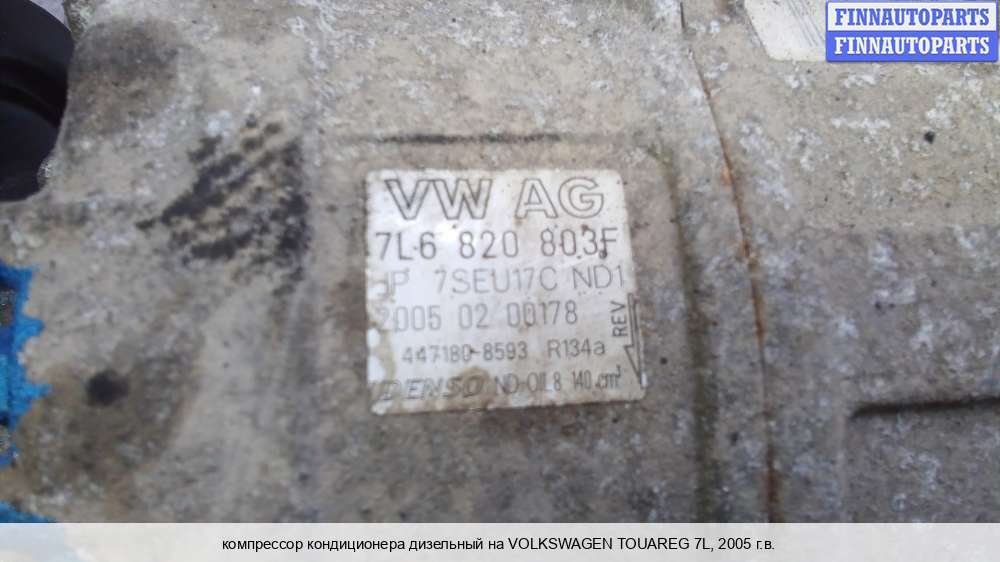 FINNAUTOPARTS
FINNAUTOPARTS
VW AG
7L6 820 803F
JP 7SEU17C ND1
2005 02 00178
REV
447180-8593 R134a
DENSO ND-OIL8 140 cm³
компрессор кондиционера дизельный на VOLKSWAGEN TOUAREG 7L, 2005 г.в.